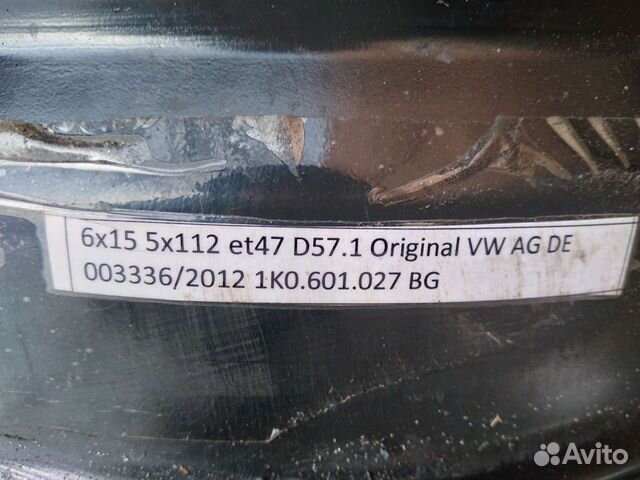 6x15 5x112 et47 D57.1 Original VW AG DE
003336/2012 1K0.601.027 BG
Avito